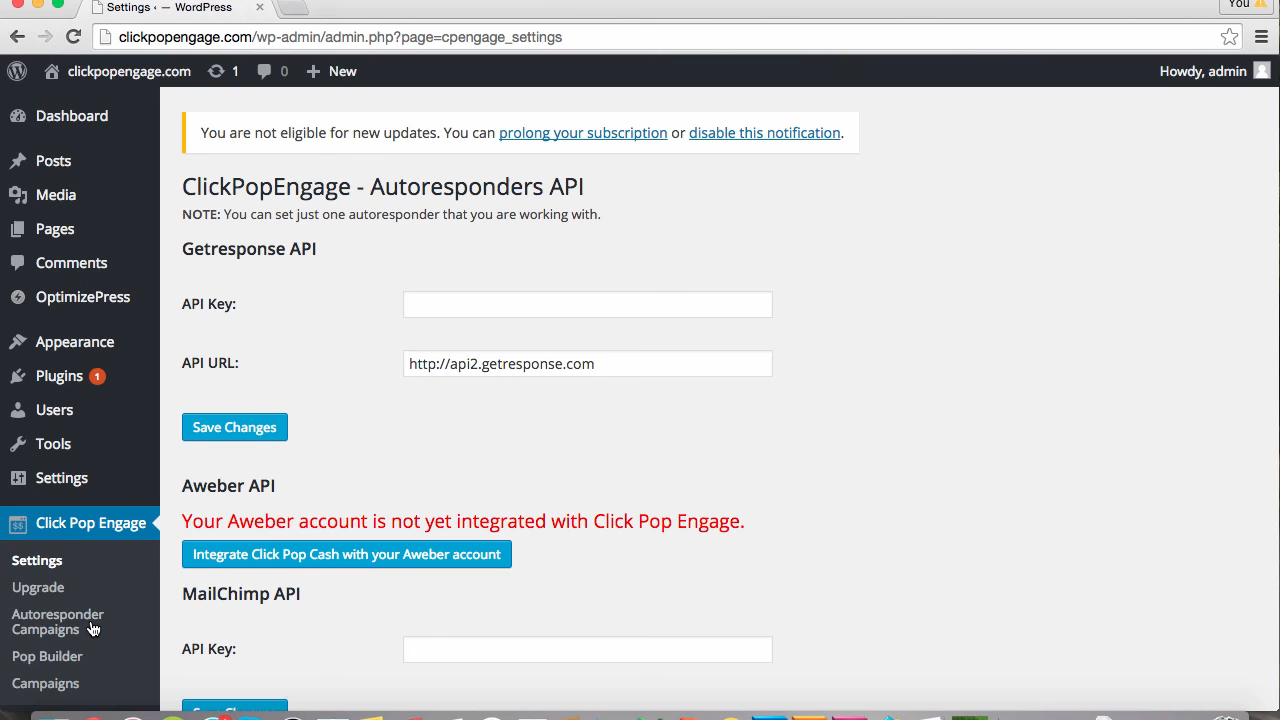 Settings ‹ — WordPress
You
clickpopengage.com/wp-admin/admin.php?page=cpengage_settings
clickpopengage.com 1 0 New Howdy, admin
Dashboard
Posts
Media
Pages
Comments
OptimizePress
Appearance
Plugins 1
Users
Tools
Settings
Click Pop Engage
Settings
Upgrade
Autoresponder
Campaigns
Pop Builder
Campaigns
You are not eligible for new updates. You can prolong your subscription or disable this notification.
ClickPopEngage - Autoresponders API
NOTE: You can set just one autoresponder that you are working with.
Getresponse API
API Key:
API URL: http://api2.getresponse.com
Save Changes
Aweber API
Your Aweber account is not yet integrated with Click Pop Engage.
Integrate Click Pop Cash with your Aweber account
MailChimp API
API Key: